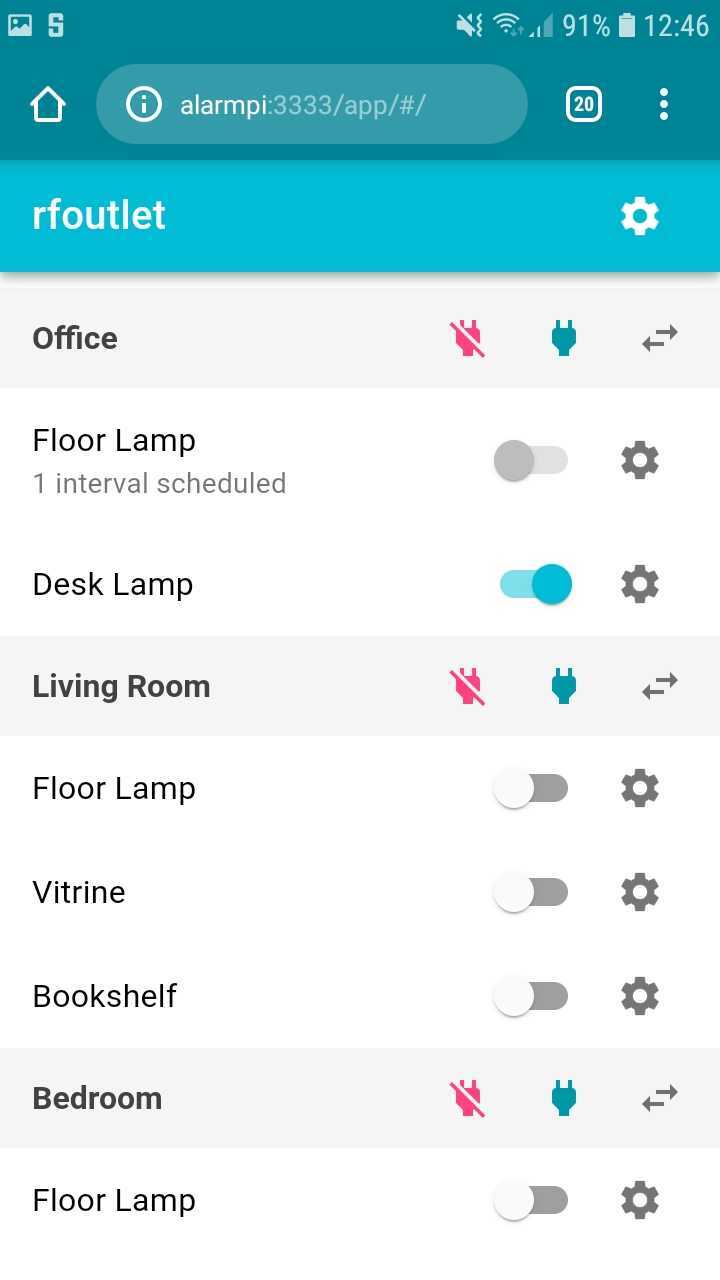 S 91% 12:46
alarmpi:3333/app/#/ 20
rfoutlet
Office
Floor Lamp
1 interval scheduled
Desk Lamp
Living Room
Floor Lamp
Vitrine
Bookshelf
Bedroom
Floor Lamp